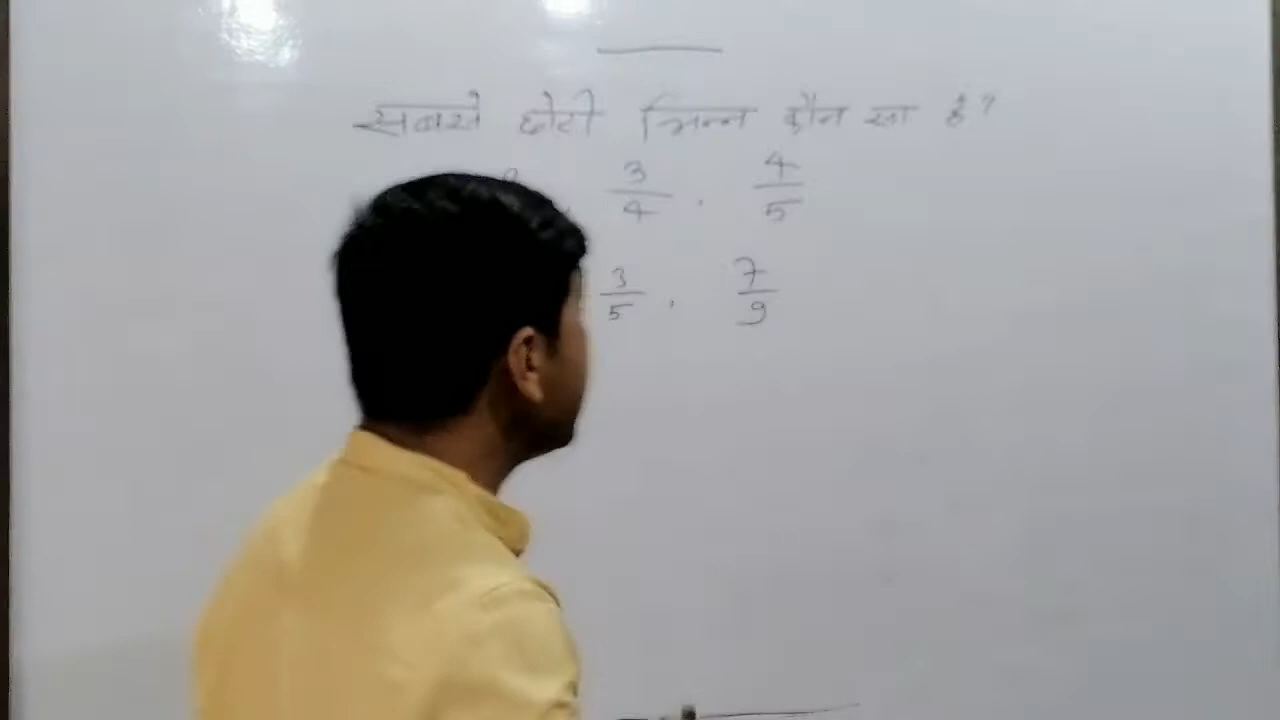 सबसे छोटी भिन्न कौन सा है?
3/4 . 4/5
3/5 . 7/9